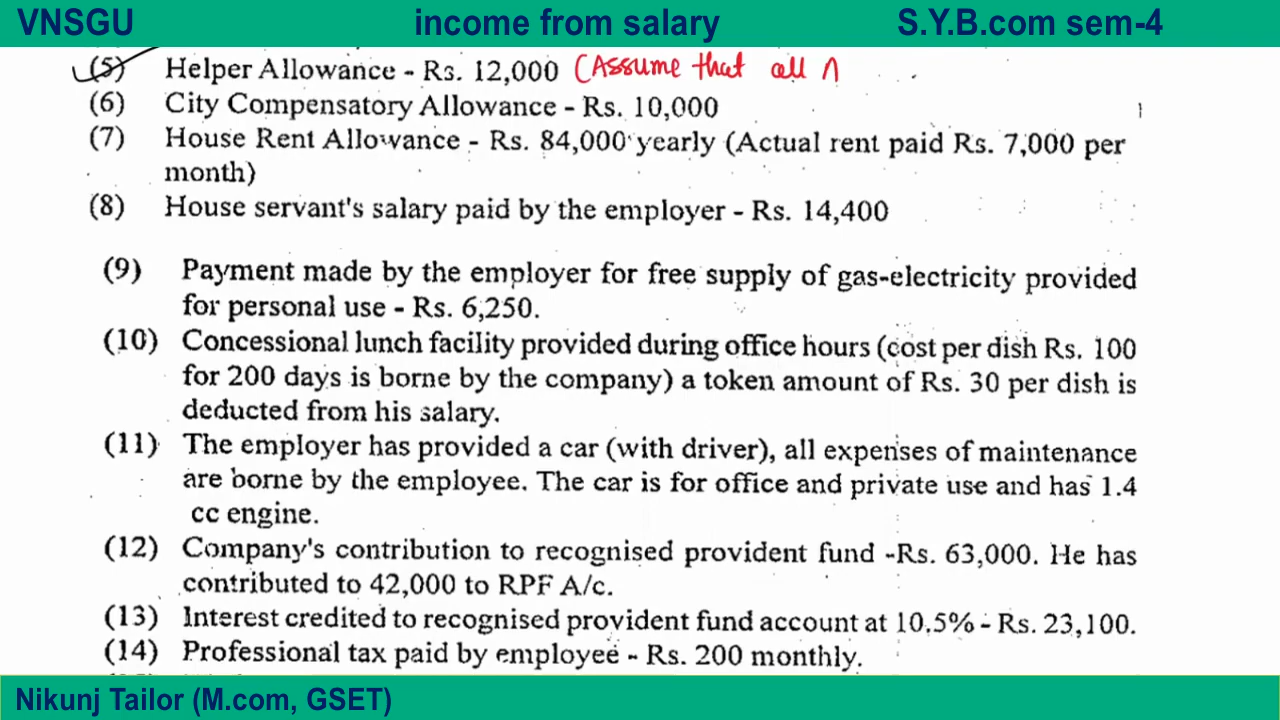 VNSGU income from salary S.Y.B.com sem-4
(5) Helper Allowance - Rs. 12,000 (Assume that all
(6) City Compensatory Allowance - Rs. 10,000
(7) House Rent Allowance - Rs. 84,000 yearly (Actual rent paid Rs. 7,000 per
month)
(8) House servant's salary paid by the employer - Rs. 14,400
(9) Payment made by the employer for free supply of gas-electricity provided
for personal use - Rs. 6,250.
(10) Concessional lunch facility provided during office hours (cost per dish Rs. 100
for 200 days is borne by the company) a token amount of Rs. 30 per dish is
deducted from his salary.
(11) The employer has provided a car (with driver), all expenses of maintenance
are borne by the employee. The car is for office and private use and has 1.4
cc engine.
(12) Company's contribution to recognised provident fund -Rs. 63,000. He has
contributed to 42,000 to RPF A/c.
(13) Interest credited to recognised provident fund account at 10.5% - Rs. 23,100.
(14) Professional tax paid by employee - Rs. 200 monthly.
Nikunj Tailor (M.com, GSET)